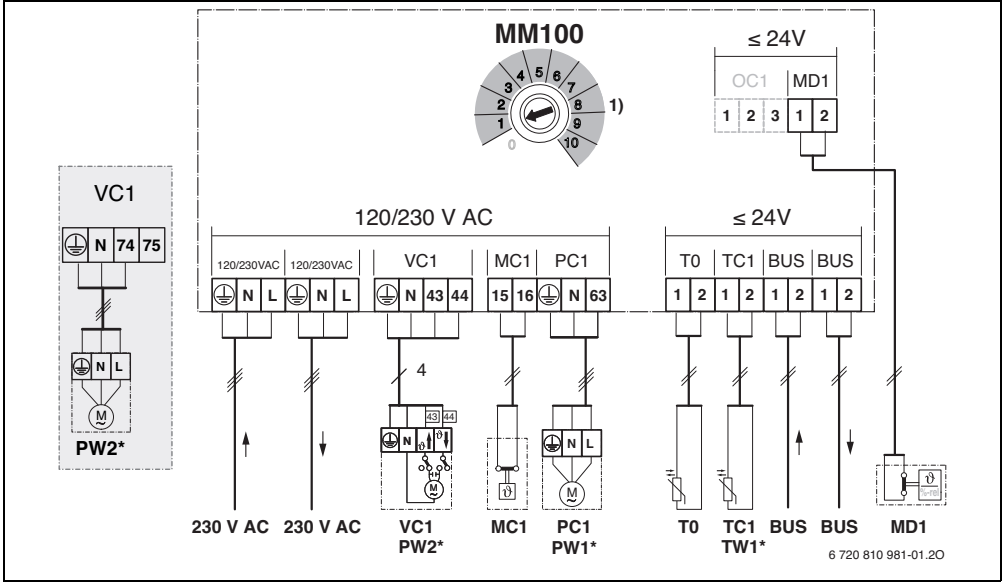 MM100
0 1 2 3 4 5 6 7 8 9 10
1)
≤ 24V
OC1 MD1
1 2 3 1 2
VC1
N 74 75
N L
M
~
PW2*
120/230 V AC
≤ 24V
120/230VAC 120/230VAC VC1 MC1 PC1 T0 TC1 BUS BUS
N L N L N 43 44 15 16 N 63 1 2 1 2 1 2 1 2
4
43 44
N ϑ ϑ
N L
M
~
ϑ
M
~
ϑ
%-rel
230 V AC 230 V AC VC1 MC1 PC1 T0 TC1 BUS BUS MD1
PW2* PW1* TW1*
6 720 810 981-01.2O